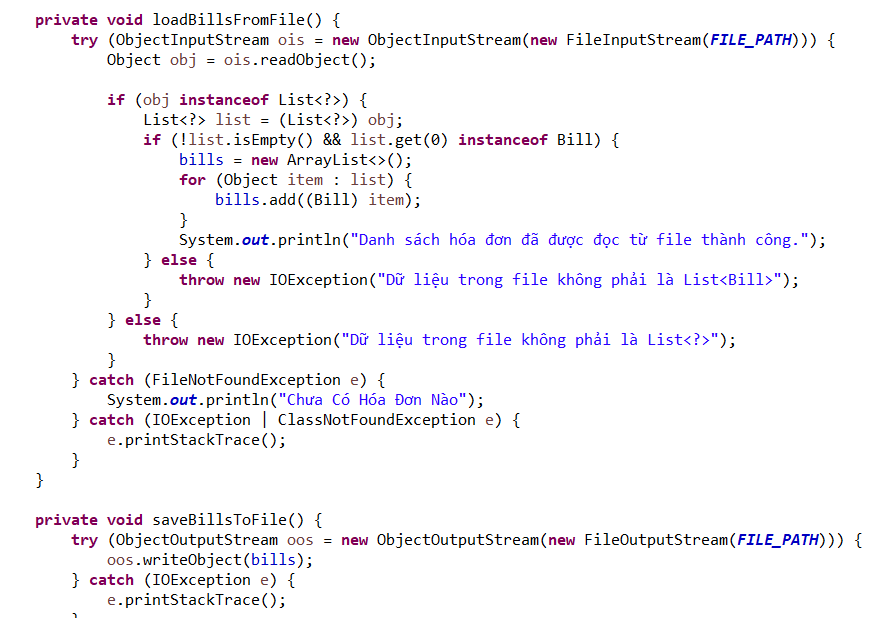 private void loadBillsFromFile() {
    try (ObjectInputStream ois = new ObjectInputStream(new FileInputStream(FILE_PATH))) {
        Object obj = ois.readObject();

        if (obj instanceof List<?>) {
            List<?> list = (List<?>) obj;
            if (!list.isEmpty() && list.get(0) instanceof Bill) {
                bills = new ArrayList<>();
                for (Object item : list) {
                    bills.add((Bill) item);
                }
                System.out.println("Danh sách hóa đơn đã được đọc từ file thành công.");
            } else {
                throw new IOException("Dữ liệu trong file không phải là List<Bill>");
            }
        } else {
            throw new IOException("Dữ liệu trong file không phải là List<?>");
        }
    } catch (FileNotFoundException e) {
        System.out.println("Chưa Có Hóa Đơn Nào");
    } catch (IOException | ClassNotFoundException e) {
        e.printStackTrace();
    }
}

private void saveBillsToFile() {
    try (ObjectOutputStream oos = new ObjectOutputStream(new FileOutputStream(FILE_PATH))) {
        oos.writeObject(bills);
    } catch (IOException e) {
        e.printStackTrace();
    }